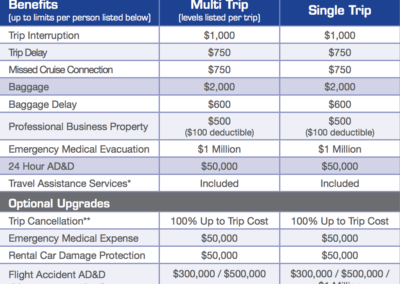 Benefits Multi Trip Single Trip
(up to limits per person listed below) (levels listed per trip)
Trip Interruption $1,000 $1,000
Trip Delay $750 $750
Missed Cruise Connection $750 $750
Baggage $2,000 $2,000
Baggage Delay $600 $600
Professional Business Property $500 $500
($100 deductible) ($100 deductible)
Emergency Medical Evacuation $1 Million $1 Million
24 Hour AD&D $50,000 $50,000
Travel Assistance Services* Included Included
Optional Upgrades
Trip Cancellation** 100% Up to Trip Cost 100% Up to Trip Cost
Emergency Medical Expense $50,000 $50,000
Rental Car Damage Protection $50,000 $50,000
Flight Accident AD&D $300,000 / $500,000 $300,000 / $500,000 /